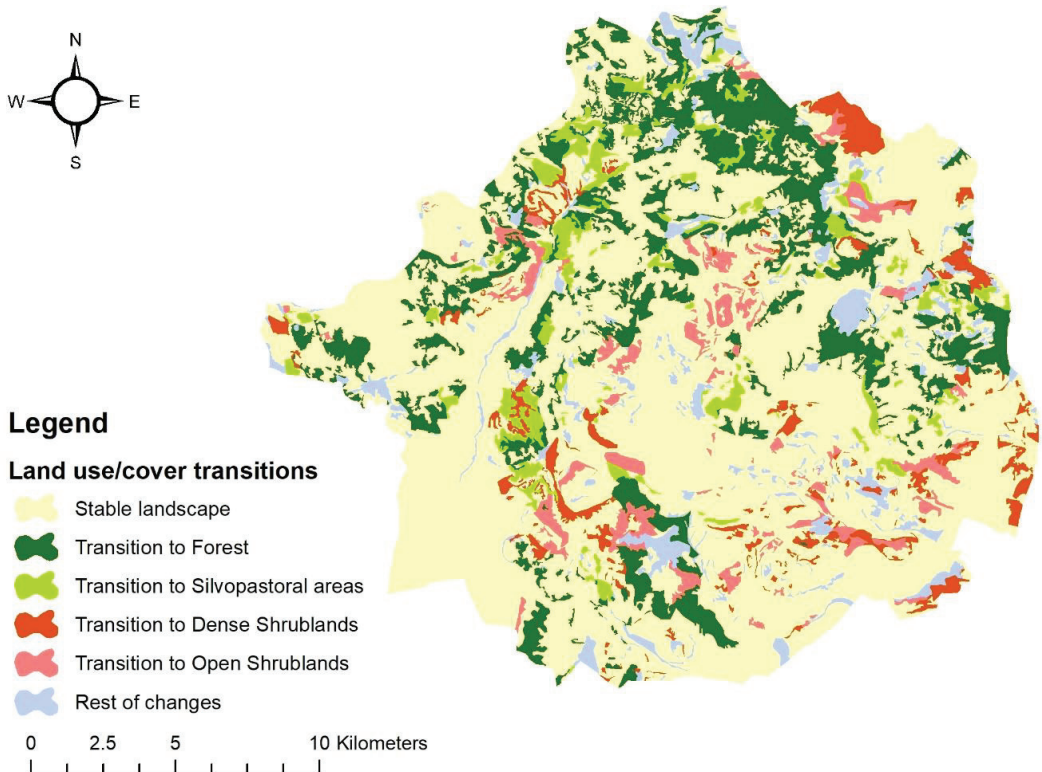 N
W E
S
Legend
Land use/cover transitions
Stable landscape
Transition to Forest
Transition to Silvopastoral areas
Transition to Dense Shrublands
Transition to Open Shrublands
Rest of changes
0 2.5 5 10 Kilometers